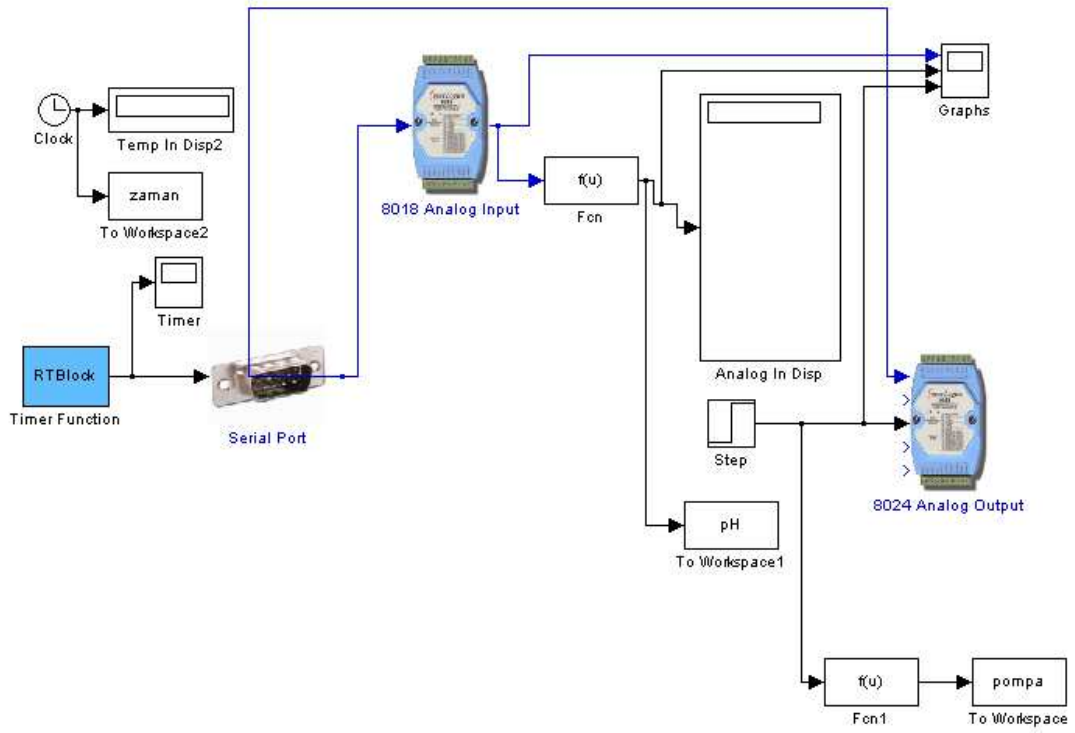 Graphs
Clock
Temp In Disp2
8018 Analog Input
f(u)
Fcn
zaman
To Workspace2
Timer
RTBlock
Timer Function
Serial Port
Analog In Disp
Step
8024 Analog Output
pH
To Workspace1
f(u)
Fcn1
pompa
To Workspace